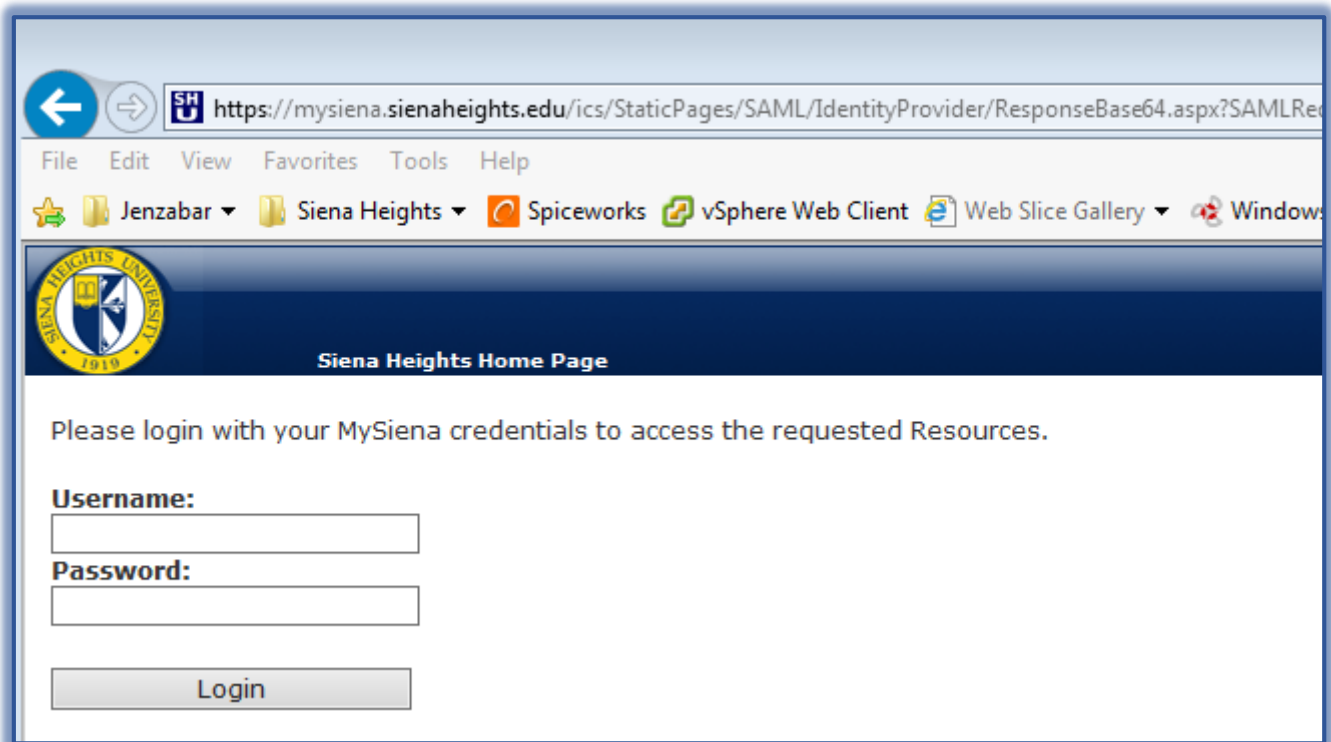 SH
U
https://mysiena.sienaheights.edu/ics/StaticPages/SAML/IdentityProvider/ResponseBase64.aspx?SAMLRe
File Edit View Favorites Tools Help
Jenzabar Siena Heights Spiceworks vSphere Web Client Web Slice Gallery Windows
SIENA HEIGHTS UNIVERSITY
1919
Siena Heights Home Page
Please login with your MySiena credentials to access the requested Resources.
Username:
Password:
Login